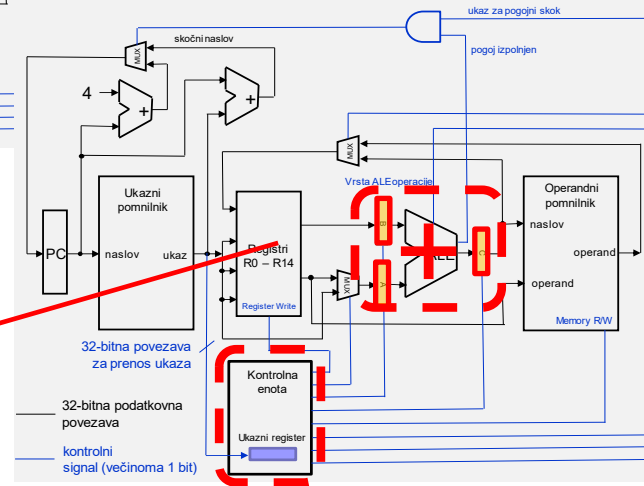 ukaz za pogojni skok
skočni naslov
pogoj izpolnjen
MUX
4
+
+
MUX
Vrsta ALE operacije
Ukazni
pomnilnik
Operandni
pomnilnik
B
naslov
PC
naslov
ukaz
Registri
R0 – R14
ALE
C
operand
MUX
A
operand
Register Write
Memory R/W
32-bitna povezava
za prenos ukaza
Kontrolna
enota
32-bitna podatkovna
povezava
Ukazni register
kontrolni
signal (večinoma 1 bit)